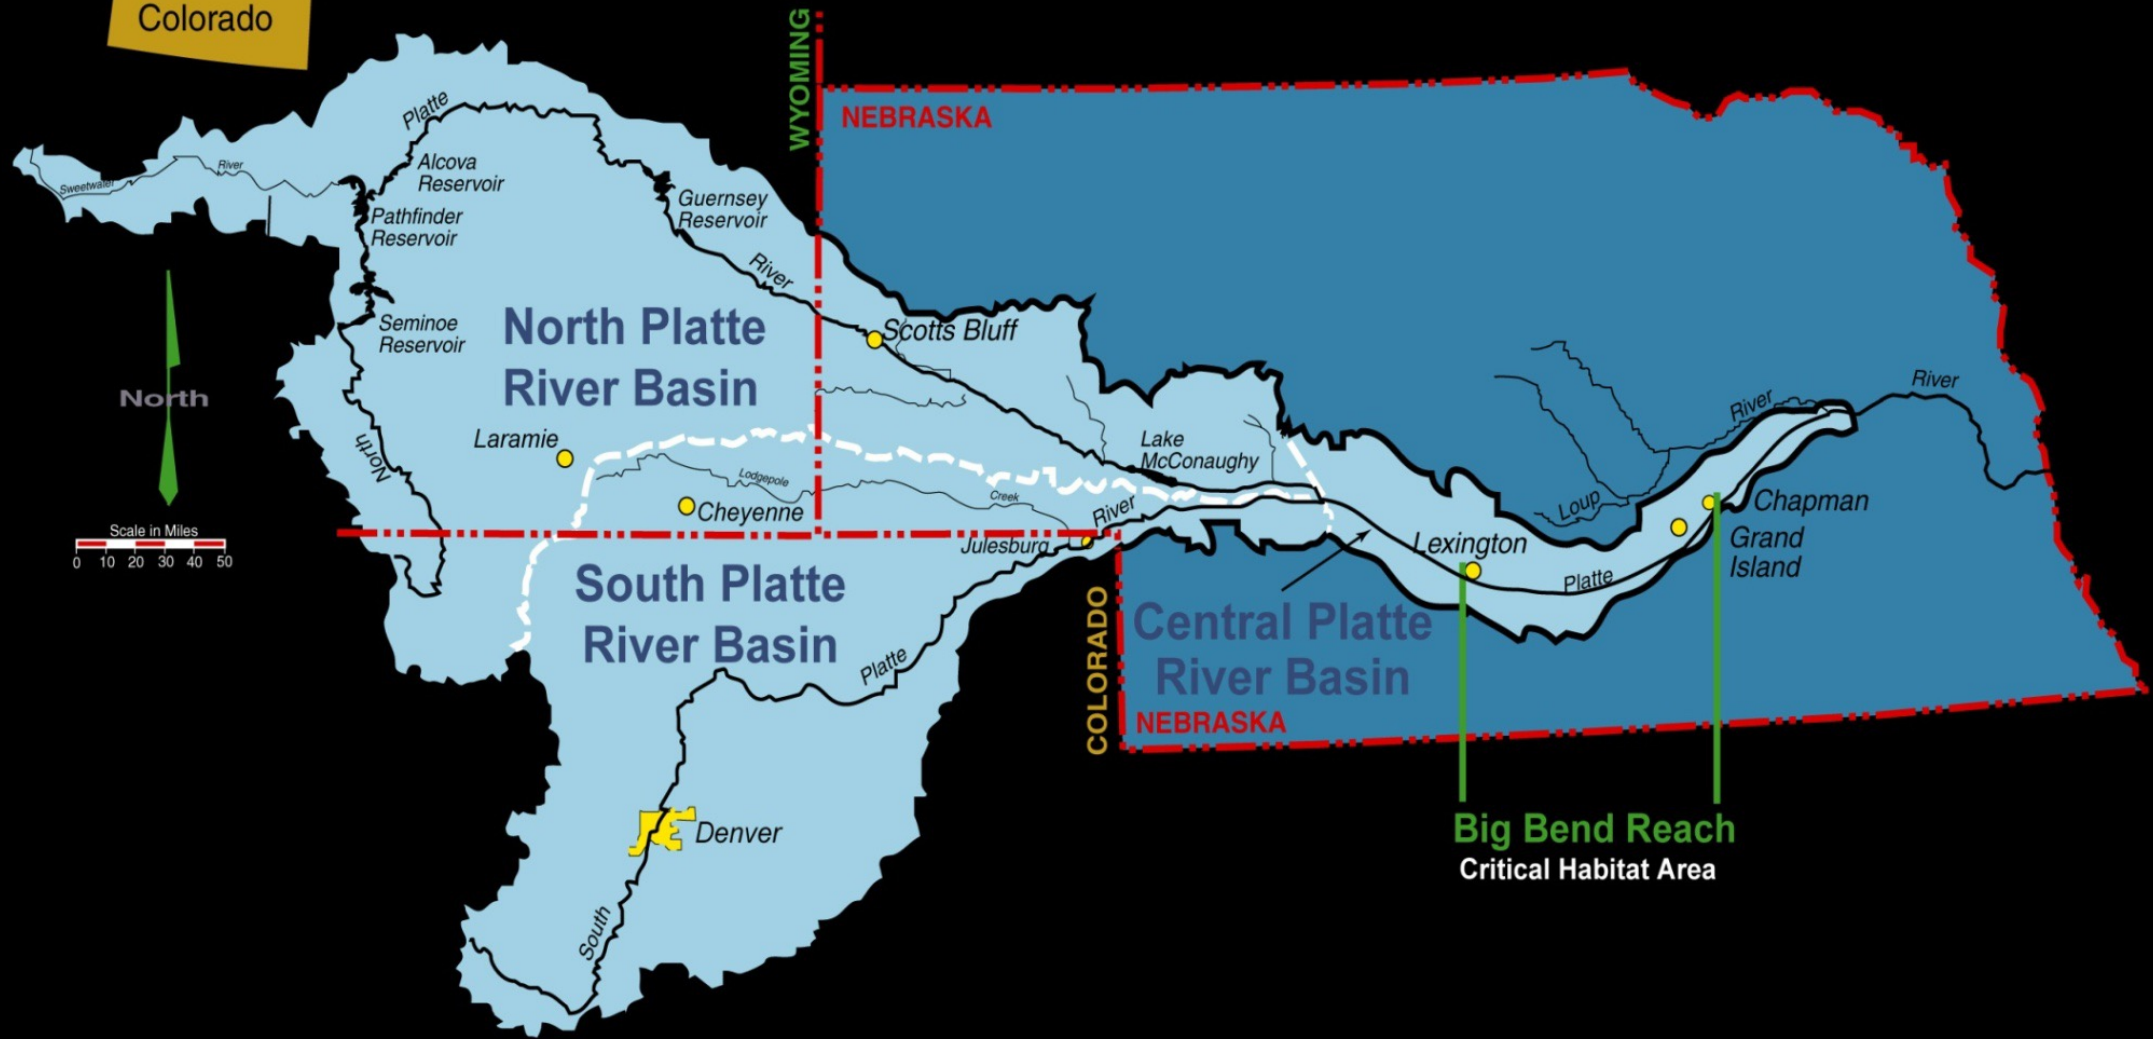 Colorado
WYOMING
NEBRASKA
Platte
Alcova
Reservoir
River
Sweetwater
Guernsey
Reservoir
Pathfinder
Reservoir
River
Seminoe
Reservoir
North Platte
River Basin
Scotts Bluff
North
River
River
Laramie
North
Lake
McConaughy
Lodgepole
Creek
Cheyenne
River
Loup
Chapman
Scale in Miles
0 10 20 30 40 50
Julesburg
Lexington
Grand
Island
Platte
South Platte
River Basin
COLORADO
Central Platte
River Basin
Platte
NEBRASKA
Denver
Big Bend Reach
Critical Habitat Area
South